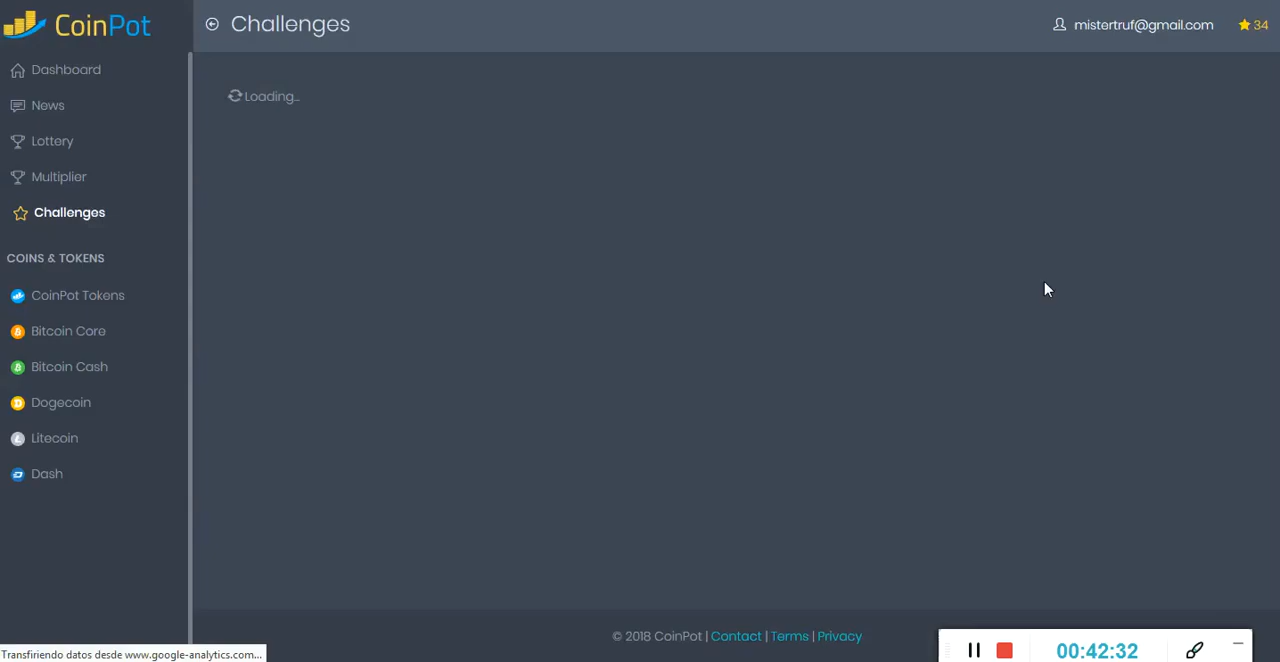 CoinPot
Challenges
mistertruf@gmail.com
34
Dashboard
News
Lottery
Multiplier
Challenges
COINS & TOKENS
CoinPot Tokens
Bitcoin Core
Bitcoin Cash
Dogecoin
Litecoin
Dash
Loading...
© 2018 CoinPot | Contact | Terms | Privacy
Transfiriendo datos desde www.google-analytics.com...
00:42:32